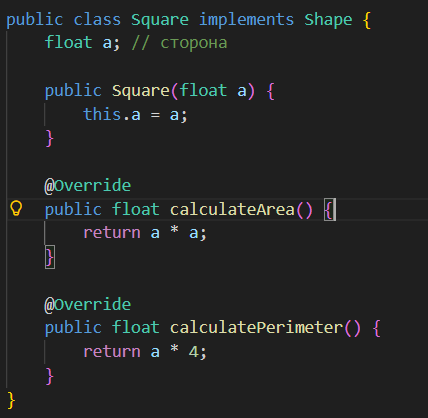 public class Square implements Shape {
    float a; // сторона
    public Square(float a) {
        this.a = a;
    }
    @Override
    public float calculateArea() {
        return a * a;
    }
    @Override
    public float calculatePerimeter() {
        return a * 4;
    }
}